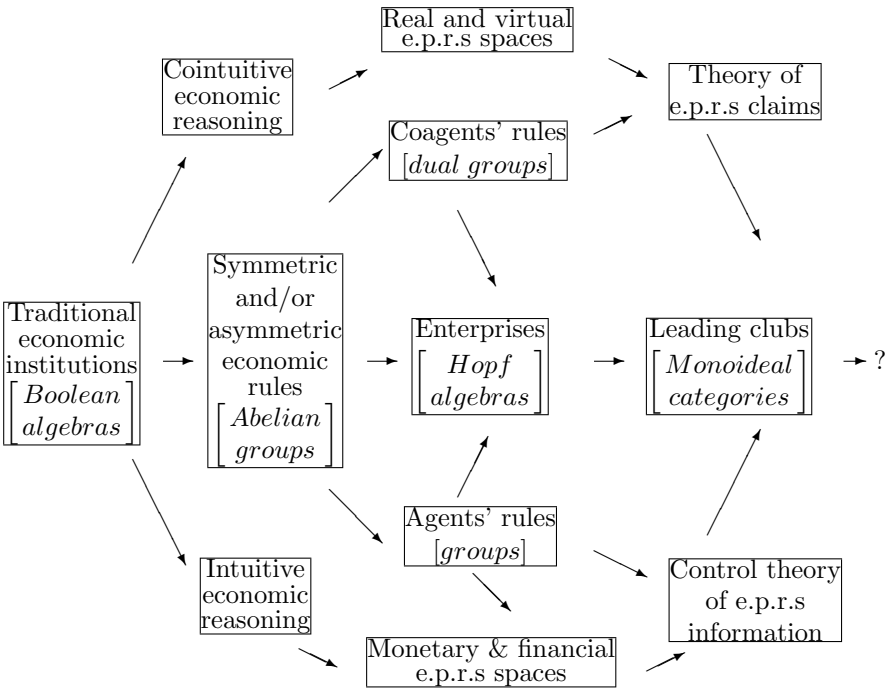 Real and virtual
e.p.r.s spaces
Cointuitive
economic
reasoning
Theory of
e.p.r.s claims
Coagents' rules
[dual groups]
Symmetric
and/or
asymmetric
economic
rules
[Abelian
groups]
Traditional
economic
institutions
[Boolean
algebras]
Enterprises
[Hopf
algebras]
Leading clubs
[Monoideal
categories]
?
Agents' rules
[groups]
Intuitive
economic
reasoning
Control theory
of e.p.r.s
information
Monetary & financial
e.p.r.s spaces